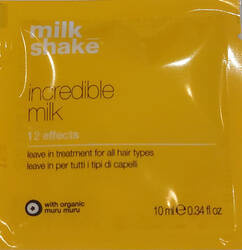 milk
shake
incredible
milk
12 effects
leave in treatment for all hair types
leave in per tutti i tipi di capelli
with organic
muru muru
10 ml e 0.34 fl oz